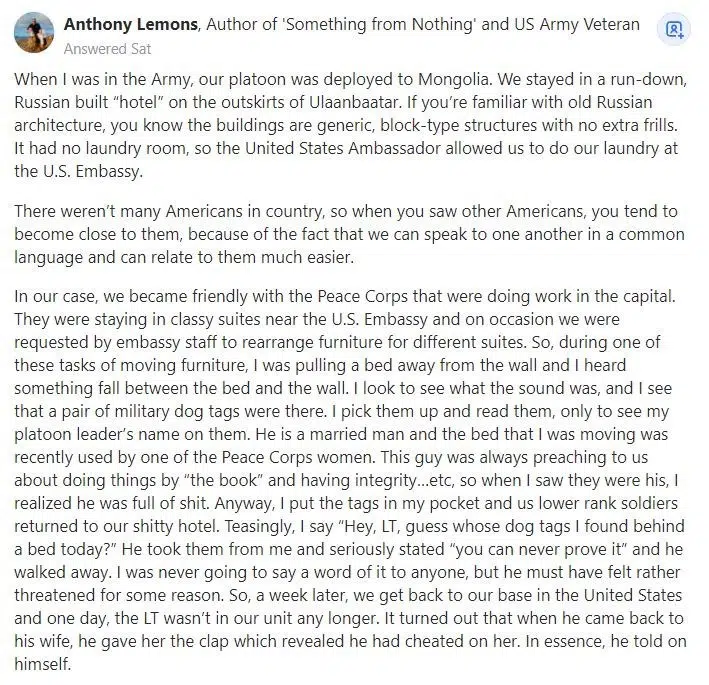 Anthony Lemons, Author of 'Something from Nothing' and US Army Veteran
Answered Sat
When I was in the Army, our platoon was deployed to Mongolia. We stayed in a run-down,
Russian built “hotel” on the outskirts of Ulaanbaatar. If you’re familiar with old Russian
architecture, you know the buildings are generic, block-type structures with no extra frills.
It had no laundry room, so the United States Ambassador allowed us to do our laundry at
the U.S. Embassy.
There weren’t many Americans in country, so when you saw other Americans, you tend to
become close to them, because of the fact that we can speak to one another in a common
language and can relate to them much easier.
In our case, we became friendly with the Peace Corps that were doing work in the capital.
They were staying in classy suites near the U.S. Embassy and on occasion we were
requested by embassy staff to rearrange furniture for different suites. So, during one of
these tasks of moving furniture, I was pulling a bed away from the wall and I heard
something fall between the bed and the wall. I look to see what the sound was, and I see
that a pair of military dog tags were there. I pick them up and read them, only to see my
platoon leader’s name on them. He is a married man and the bed that I was moving was
recently used by one of the Peace Corps women. This guy was always preaching to us
about doing things by “the book” and having integrity...etc, so when I saw they were his, I
realized he was full of shit. Anyway, I put the tags in my pocket and us lower rank soldiers
returned to our shitty hotel. Teasingly, I say “Hey, LT, guess whose dog tags I found behind
a bed today?” He took them from me and seriously stated “you can never prove it” and he
walked away. I was never going to say a word of it to anyone, but he must have felt rather
threatened for some reason. So, a week later, we get back to our base in the United States
and one day, the LT wasn’t in our unit any longer. It turned out that when he came back to
his wife, he gave her the clap which revealed he had cheated on her. In essence, he told on
himself.